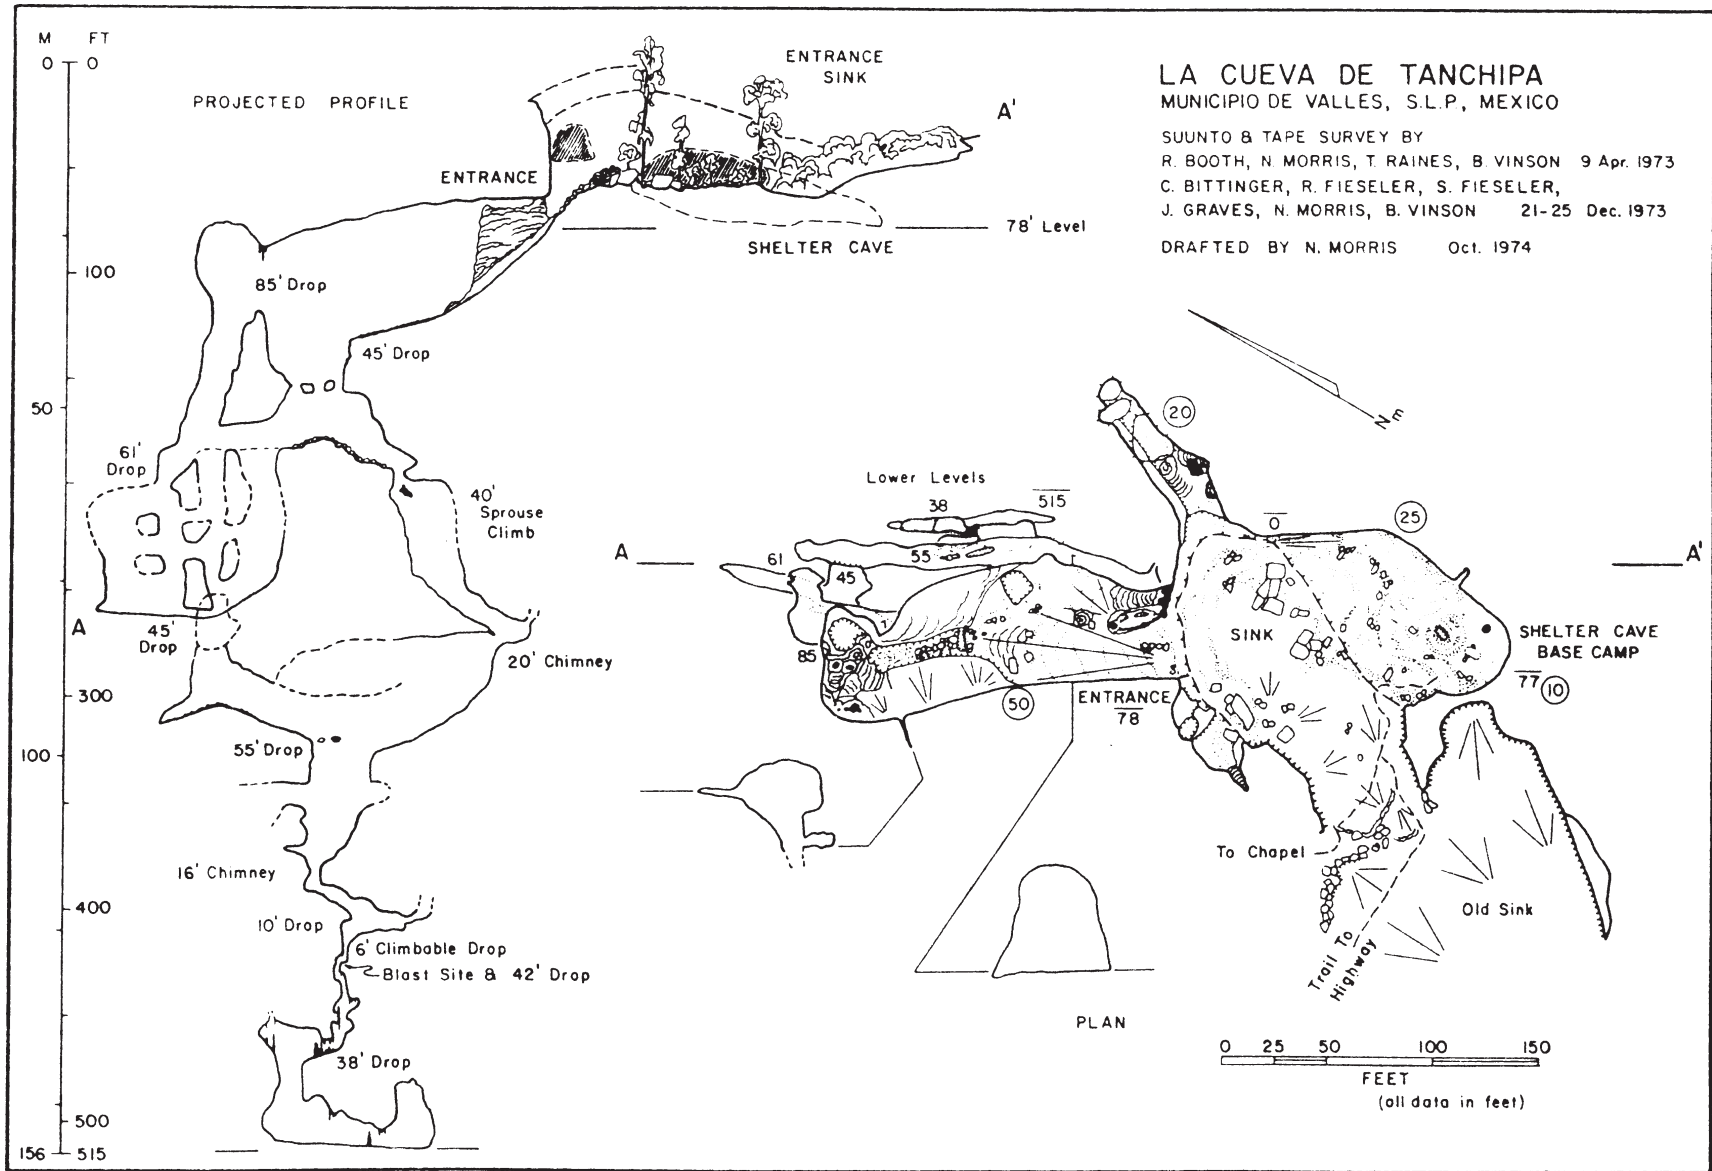 M FT
0 0
100
50
300
100
400
500
156 515
PROJECTED PROFILE
ENTRANCE
SINK
A'
ENTRANCE
78' Level
SHELTER CAVE
85' Drop
45' Drop
61'
Drop
40'
Sprouse
Climb
A
45'
Drop
20' Chimney
55' Drop
16' Chimney
10' Drop
6' Climbable Drop
Blast Site & 42' Drop
38' Drop
LA CUEVA DE TANCHIPA
MUNICIPIO DE VALLES, S.L.P., MEXICO
SUUNTO & TAPE SURVEY BY
R. BOOTH, N. MORRIS, T. RAINES, B. VINSON 9 Apr. 1973
C. BITTINGER, R. FIESELER, S. FIESELER,
J. GRAVES, N. MORRIS, B. VINSON 21-25 Dec. 1973
DRAFTED BY N. MORRIS Oct. 1974
20
Lower Levels
38
515
0
25
A
61
45
55
A'
SINK
SHELTER CAVE
BASE CAMP
85
77 10
50
ENTRANCE
78
To Chapel
Old Sink
Trail To
Highway
PLAN
0 25 50 100 150
FEET
(all data in feet)